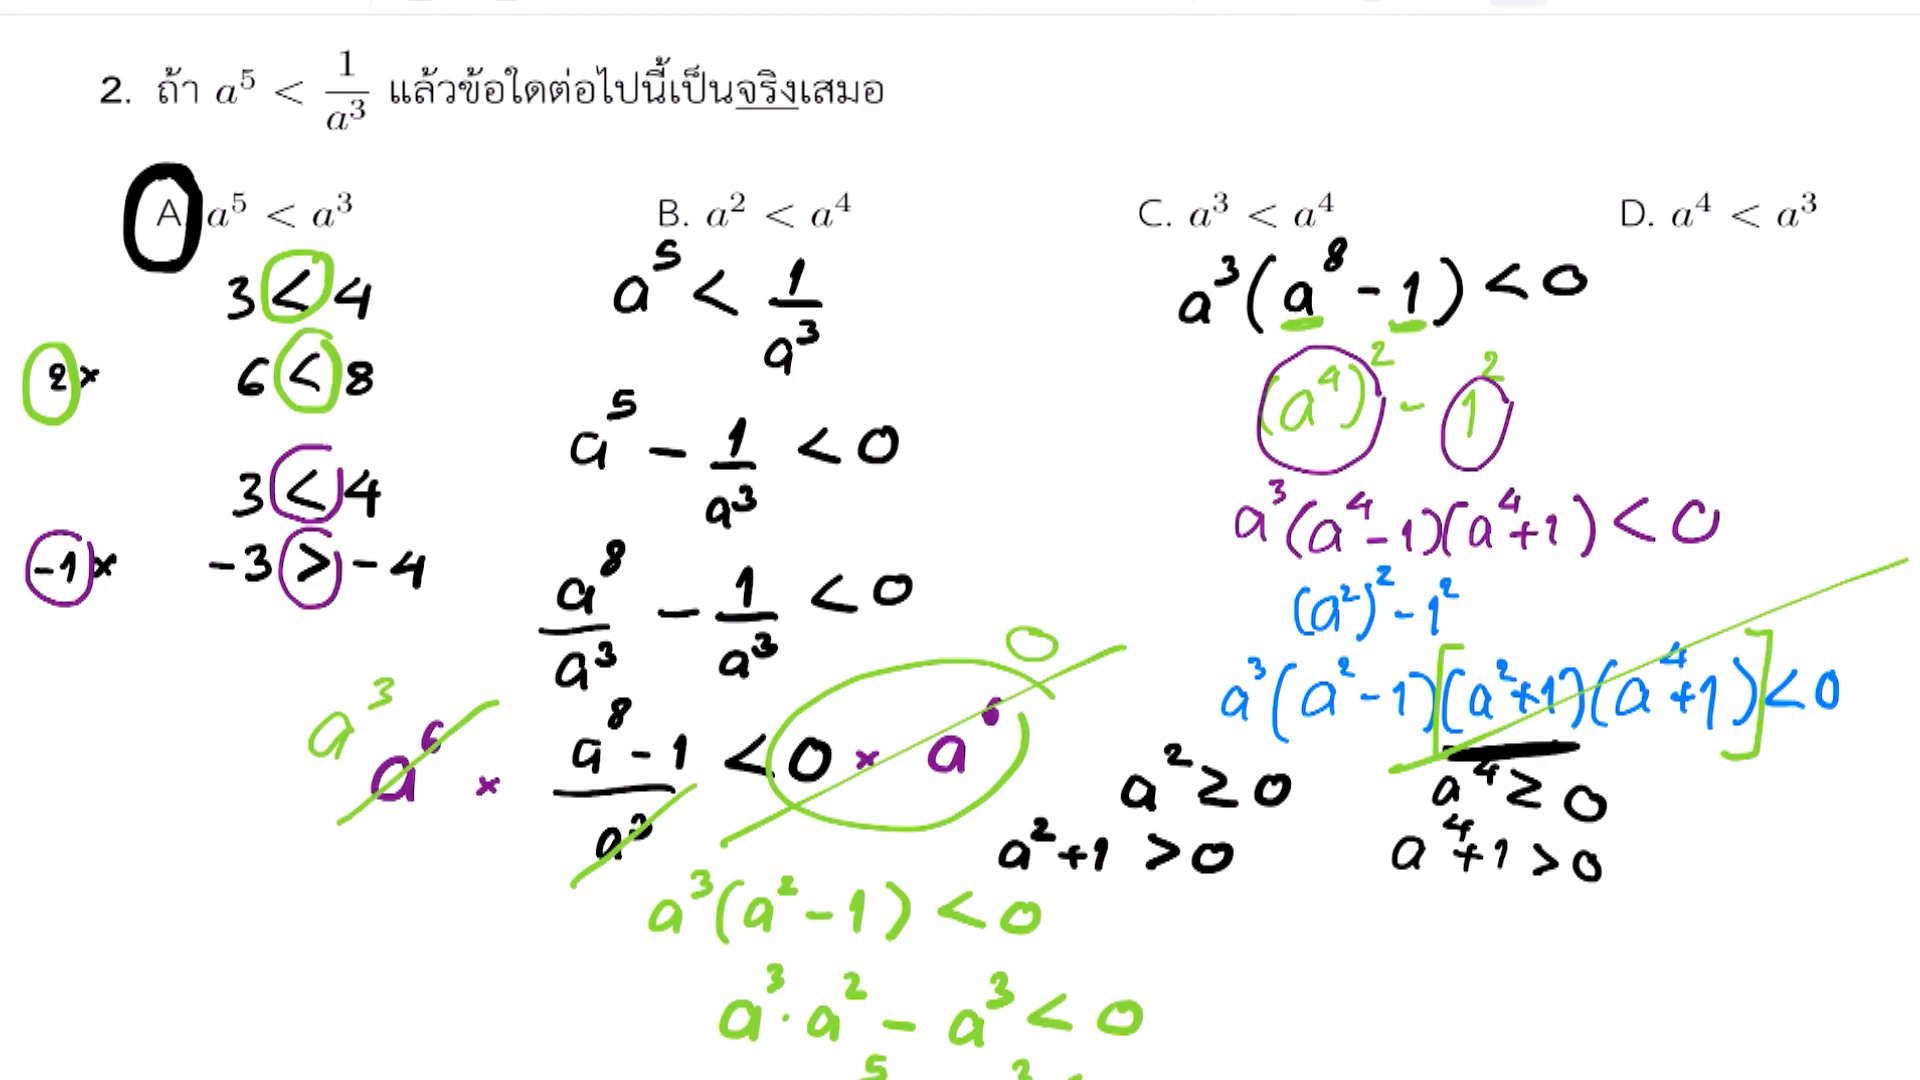 2. ถ้า a⁵ < 1/a³ แล้วข้อใดต่อไปนี้เป็นจริงเสมอ
A a⁵ < a³
B. a² < a⁴
C. a³ < a⁴
D. a⁴ < a³
3 < 4
2 × 6 < 8
3 < 4
-1 × -3 > -4
a⁵ < 1/a³
a⁵ - 1/a³ < 0
a⁸/a³ - 1/a³ < 0
a³
a⁶ × (a⁸ - 1)/a³ < 0 × a⁶
0
a³(a⁸ - 1) < 0
(a⁴)² - 1²
a³(a⁴ - 1)(a⁴ + 1) < 0
(a²)² - 1²
a³(a² - 1)[(a² + 1)(a⁴ + 1)] < 0
a² ≥ 0
a² + 1 > 0
a⁴ ≥ 0
a⁴ + 1 > 0
a³(a² - 1) < 0
a³ · a² - a³ < 0
5 3